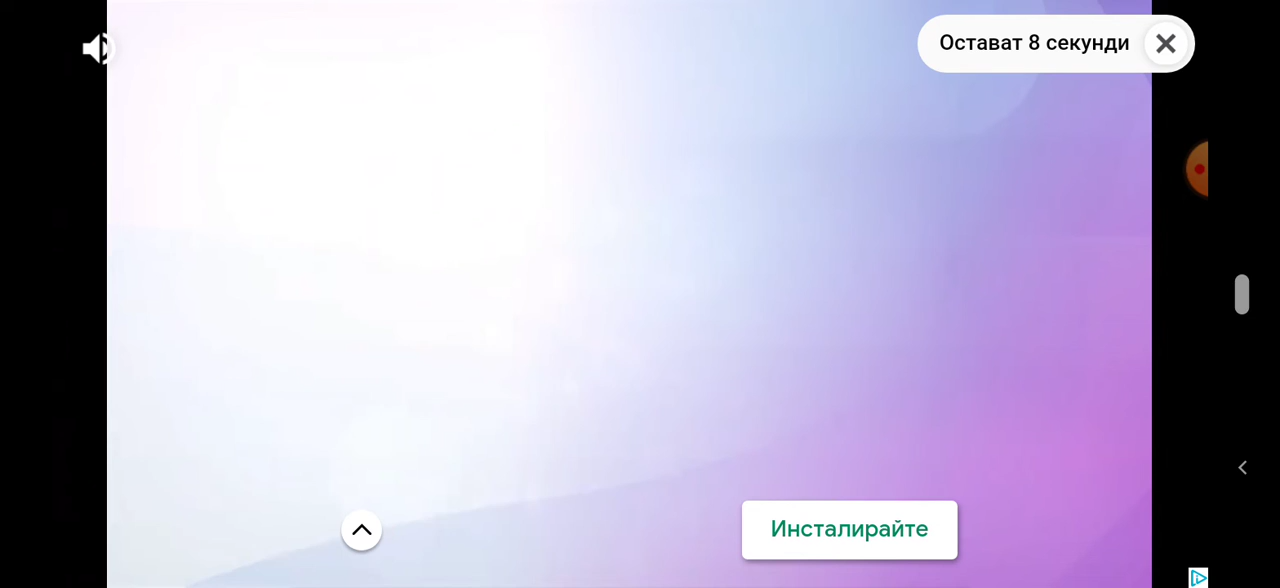 Остават 8 секунди
Инсталирайте